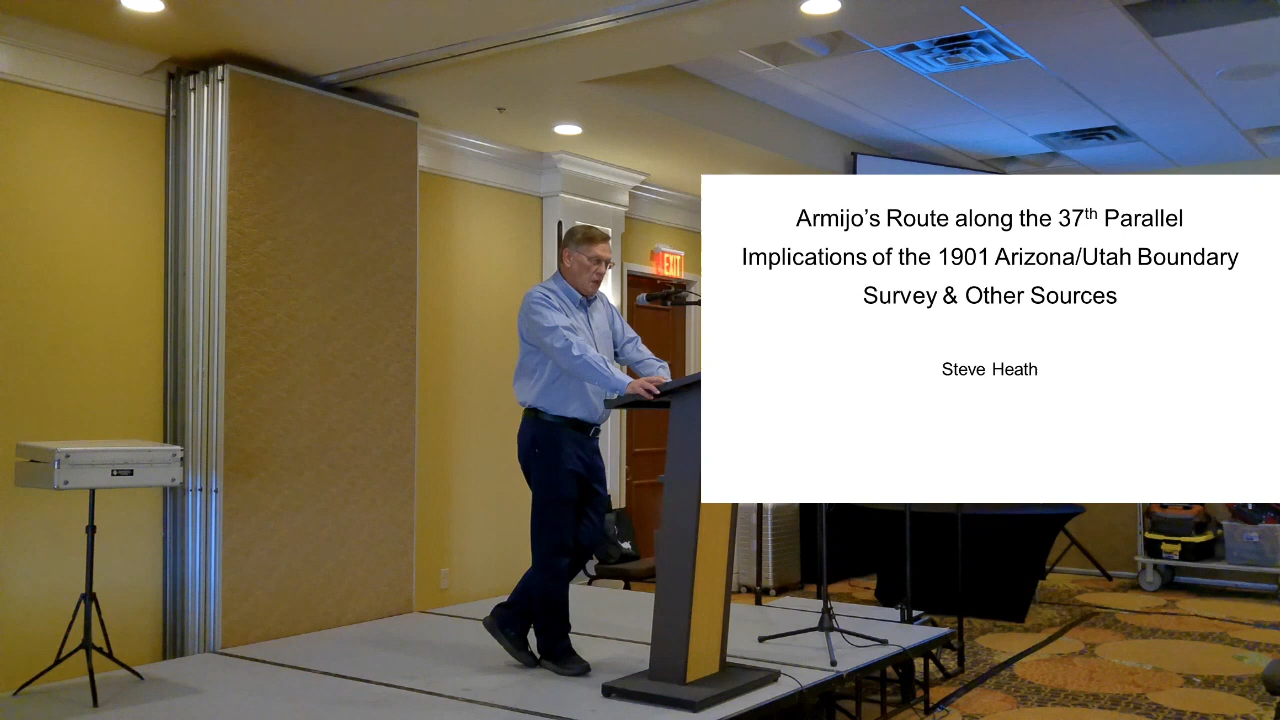 EXIT
Armijo’s Route along the 37th Parallel
Implications of the 1901 Arizona/Utah Boundary
Survey & Other Sources
Steve Heath